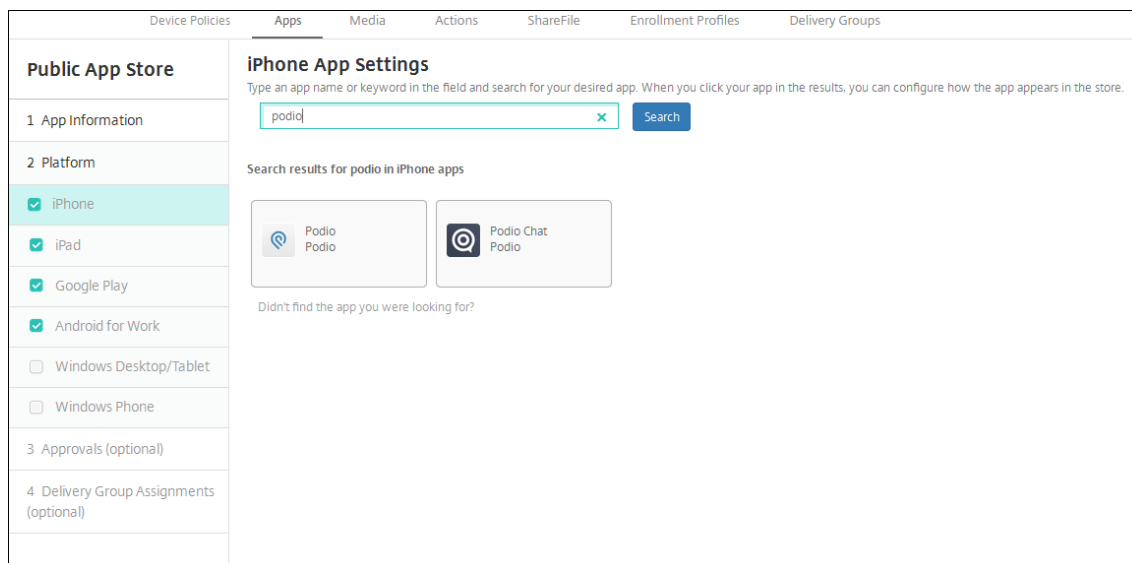 Device Policies Apps Media Actions ShareFile Enrollment Profiles Delivery Groups
Public App Store
1 App Information
2 Platform
iPhone
iPad
Google Play
Android for Work
Windows Desktop/Tablet
Windows Phone
3 Approvals (optional)
4 Delivery Group Assignments
(optional)
iPhone App Settings
Type an app name or keyword in the field and search for your desired app. When you click your app in the results, you can configure how the app appears in the store.
podio
Search
Search results for podio in iPhone apps
Podio
Podio
Podio Chat
Podio
Didn't find the app you were looking for?